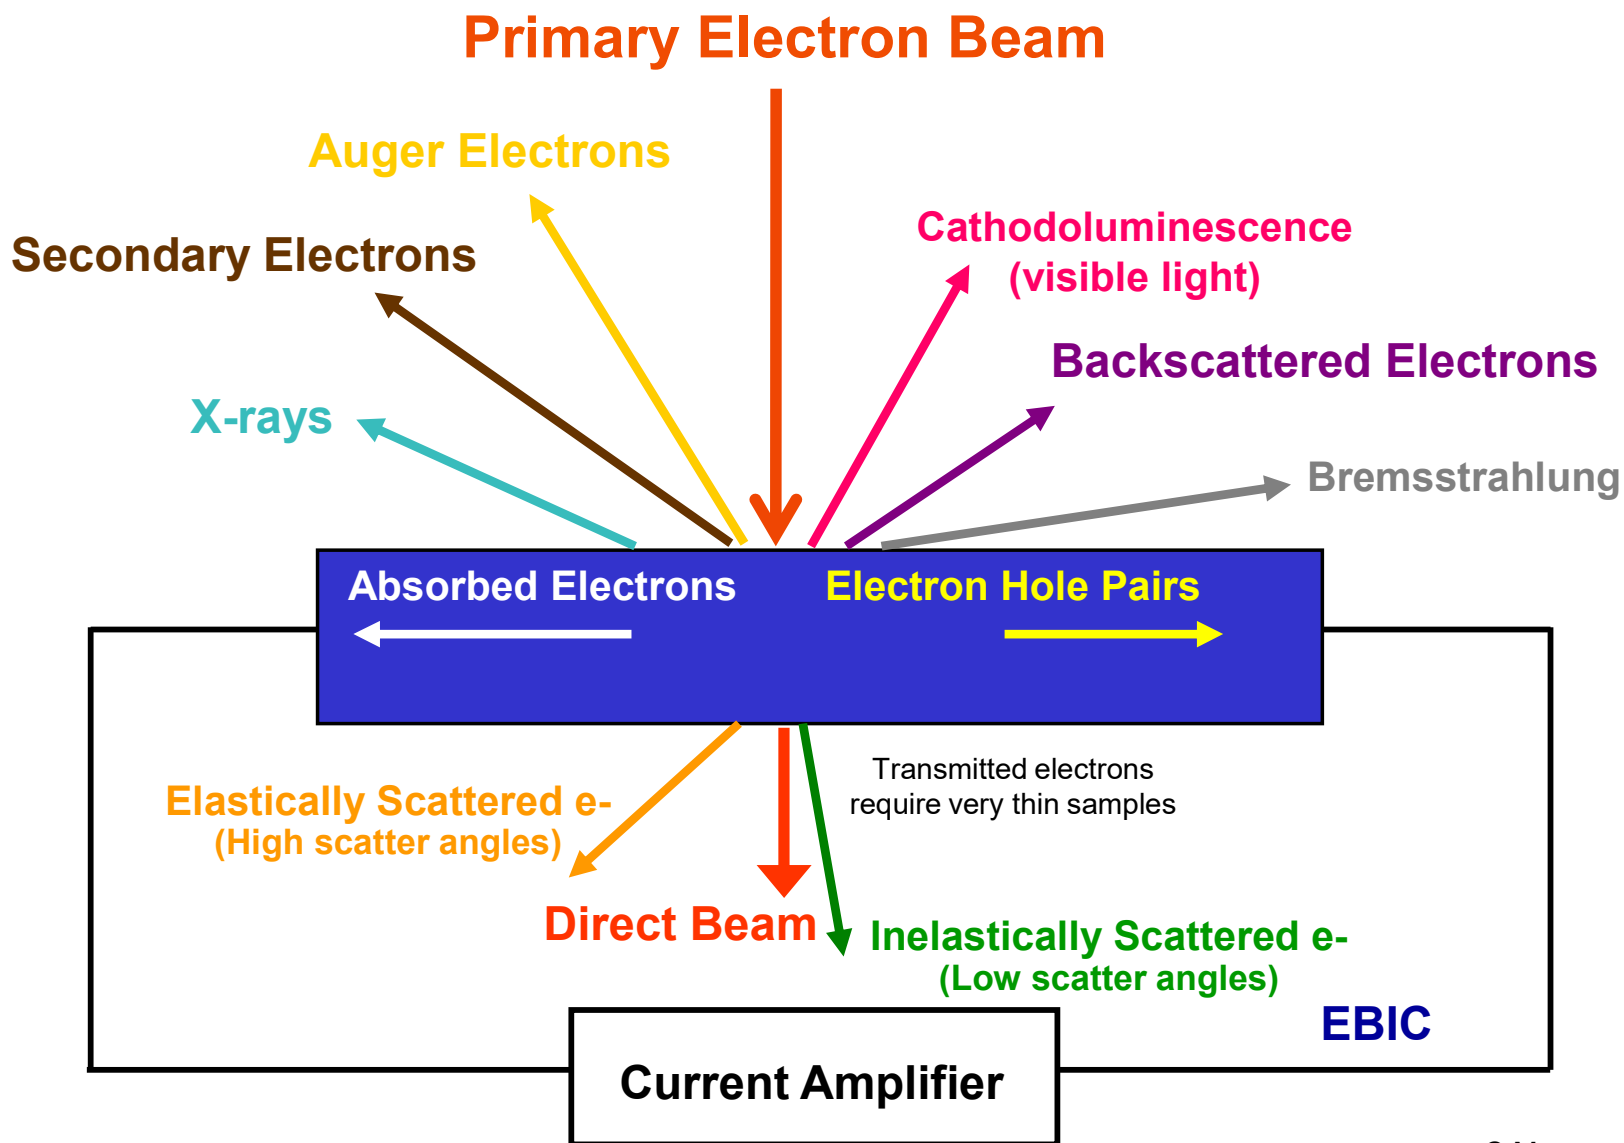 Primary Electron Beam
Auger Electrons
Cathodoluminescence
(visible light)
Secondary Electrons
Backscattered Electrons
X-rays
Bremsstrahlung
Absorbed Electrons
Electron Hole Pairs
Transmitted electrons
require very thin samples
Elastically Scattered e-
(High scatter angles)
Direct Beam
Inelastically Scattered e-
(Low scatter angles)
EBIC
Current Amplifier